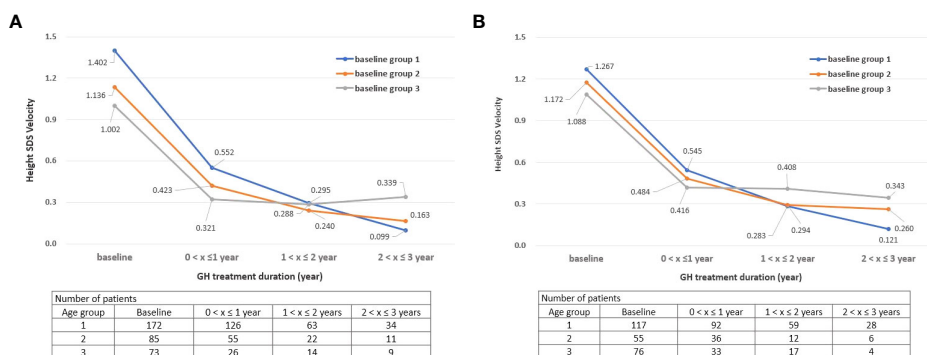 A
1.5
1.2
0.9
0.6
0.3
0.0
Height SDS Velocity
baseline group 1
baseline group 2
baseline group 3
1.402
1.136
1.002
0.552
0.423
0.321
0.295
0.288
0.240
0.339
0.163
0.099
baseline 0 < x ≤1 year 1 < x ≤ 2 year 2 < x ≤ 3 year
GH treatment duration (year)
Number of patients
Age group Baseline 0 < x ≤ 1 year 1 < x ≤ 2 years 2 < x ≤ 3 years
1 172 126 63 34
2 85 55 22 11
3 73 26 14 9
B
1.5
1.2
0.9
0.6
0.3
0.0
Height SDS Velocity
baseline group 1
baseline group 2
baseline group 3
1.267
1.172
1.088
0.545
0.484
0.416
0.408
0.283
0.294
0.343
0.260
0.121
baseline 0 < x ≤1 year 1 < x ≤ 2 year 2 < x ≤ 3 year
GH treatment duration (year)
Number of patients
Age group Baseline 0 < x ≤ 1 year 1 < x ≤ 2 years 2 < x ≤ 3 years
1 117 92 59 28
2 55 36 12 6
3 76 33 17 4